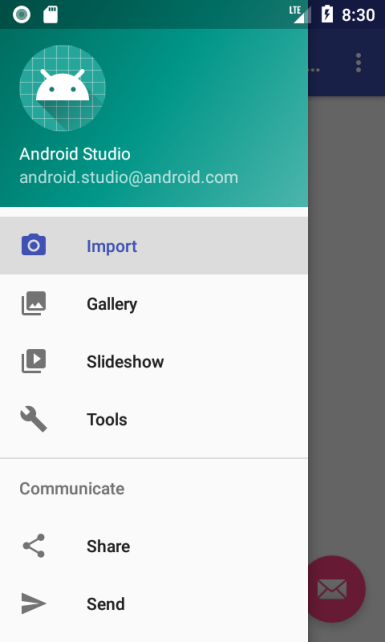 LTE 8:30
...
Android Studio
android.studio@android.com
Import
Gallery
Slideshow
Tools
Communicate
Share
Send